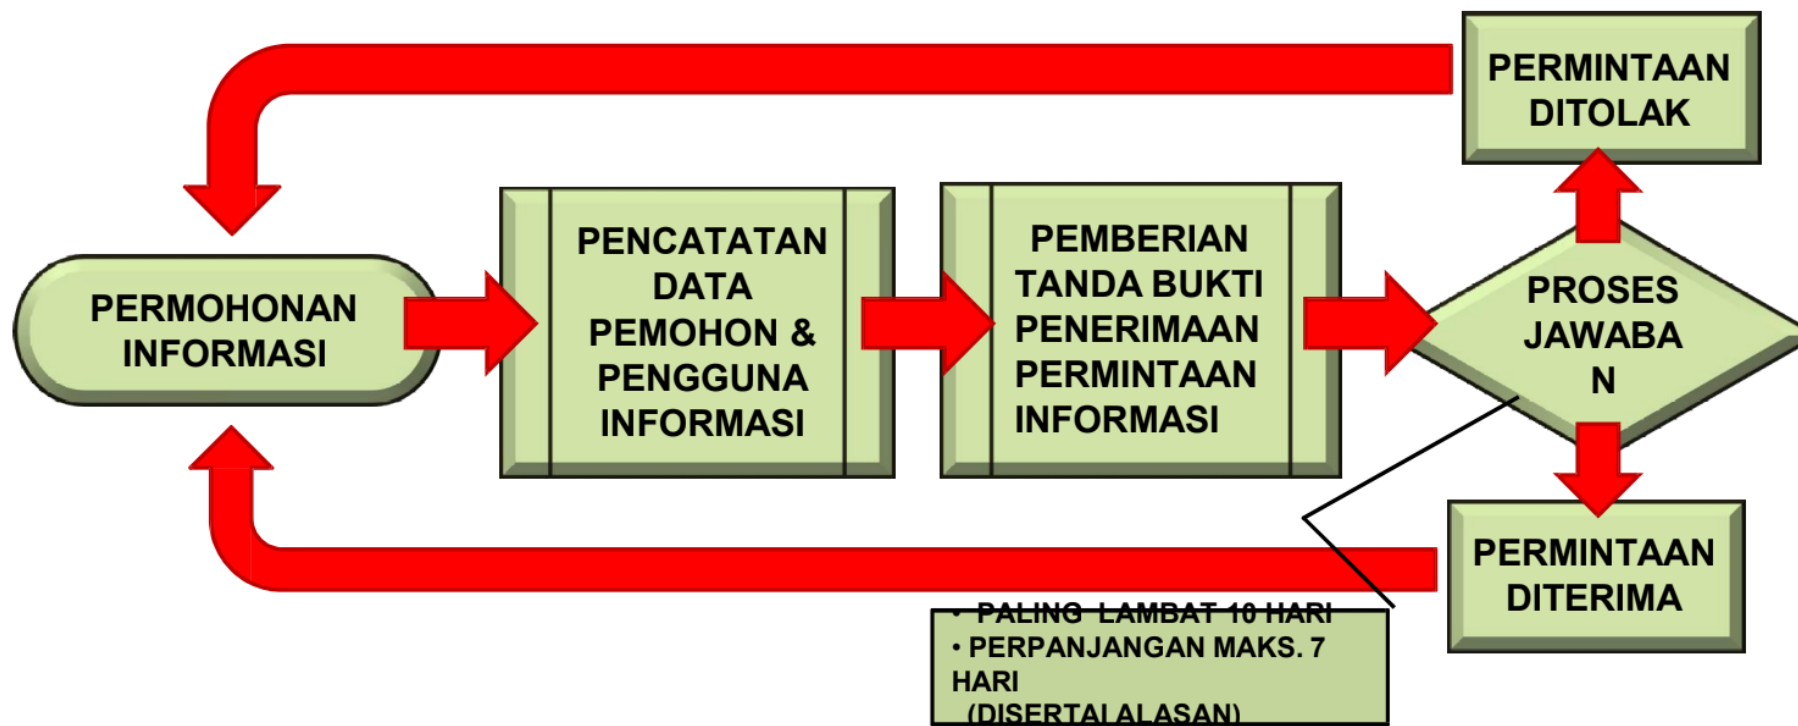 PERMINTAAN
DITOLAK
PERMOHONAN
INFORMASI
PENCATATAN
DATA
PEMOHON &
PENGGUNA
INFORMASI
PEMBERIAN
TANDA BUKTI
PENERIMAAN
PERMINTAAN
INFORMASI
PROSES
JAWABA
N
PERMINTAAN
DITERIMA
• PALING LAMBAT 10 HARI
• PERPANJANGAN MAKS. 7
HARI
(DISERTAI ALASAN)